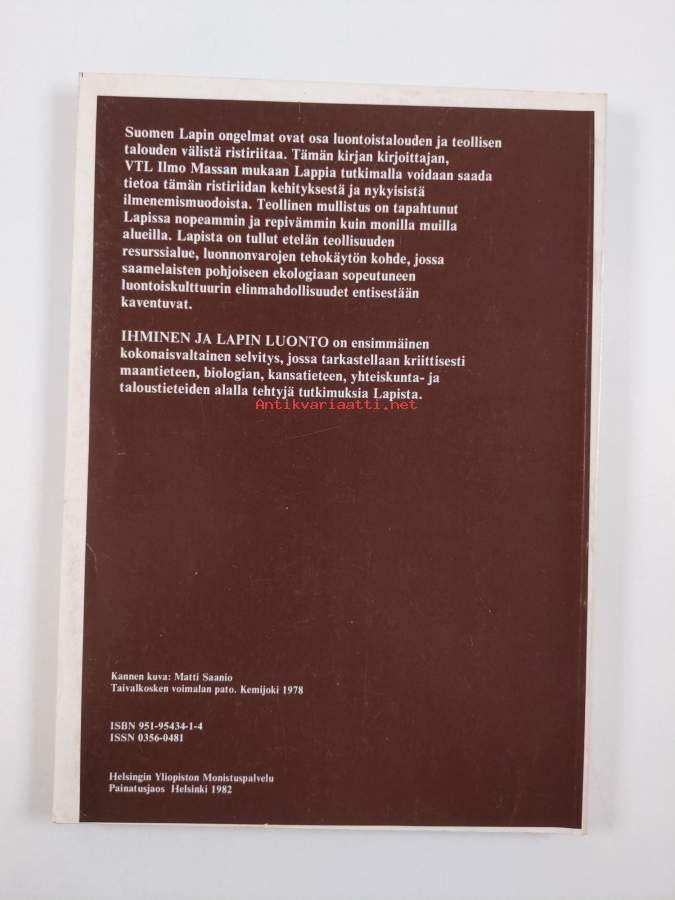 Suomen Lapin ongelmat ovat osa luontoistalouden ja teollisen
talouden välistä ristiriitaa. Tämän kirjan kirjoittajan,
VTL Ilmo Massan mukaan Lappia tutkimalla voidaan saada
tietoa tämän ristiriidan kehityksestä ja nykyisistä
ilmenemismuodoista. Teollinen mullistus on tapahtunut
Lapissa nopeammin ja repivämmin kuin monilla muilla
alueilla. Lapista on tullut etelän teollisuuden
resurssialue, luonnonvarojen tehokäytön kohde, jossa
saamelaisten pohjoiseen ekologiaan sopeutuneen
luontoiskulttuurin elinmahdollisuudet entisestään
kaventuvat.
IHMINEN JA LAPIN LUONTO on ensimmäinen
kokonaisvaltainen selvitys, jossa tarkastellaan kriittisesti
maantieteen, biologian, kansatieteen, yhteiskunta- ja
taloustieteiden alalla tehtyjä tutkimuksia Lapista.
Antikvariaatti.net
Kannen kuva: Matti Saanio
Taivalkosken voimalan pato. Kemijoki 1978
ISBN 951-95434-1-4
ISSN 0356-0481
Helsingin Yliopiston Monistuspalvelu
Painatusjaos Helsinki 1982